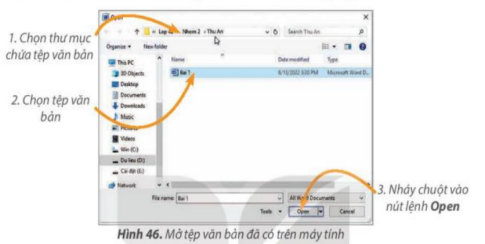 Open
« Lop 4... › Nhom 2 › Thu An
Search Thu An
Organize
New folder
Name
Date modified
Type
This PC
3D Objects
Desktop
Documents
Downloads
Music
Pictures
Videos
Win (C:)
Du lieu (D:)
Cài đặt (E:)
Network
Bai 1
6/10/2022 3:30 PM
Microsoft Word D...
File name:
Bai 1
All Word Documents
Tools
Open
Cancel
1. Chọn thư mục
chứa tệp văn bản
2. Chọn tệp văn
bản
3. Nháy chuột vào
nút lệnh Open
Hình 46. Mở tệp văn bản đã có trên máy tính